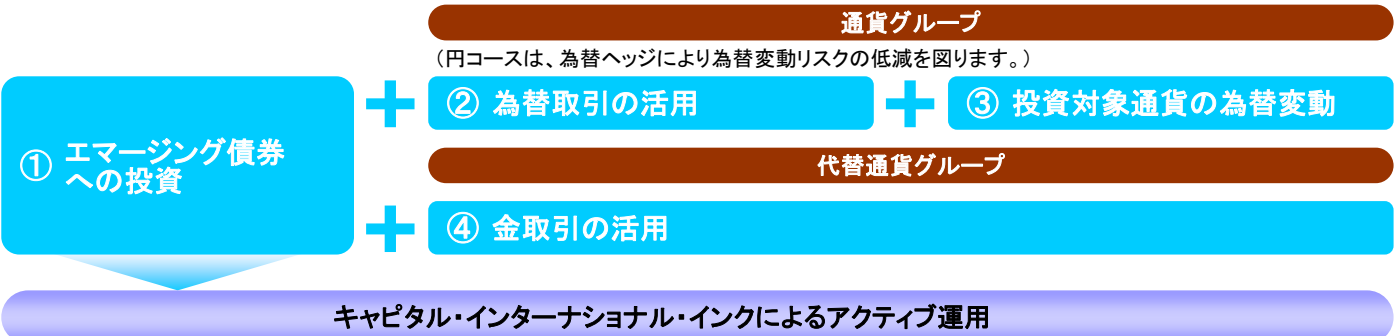 通貨グループ
（円コースは、為替ヘッジにより為替変動リスクの低減を図ります。）
① エマージング債券
への投資
② 為替取引の活用
③ 投資対象通貨の為替変動
代替通貨グループ
④ 金取引の活用
キャピタル・インターナショナル・インクによるアクティブ運用